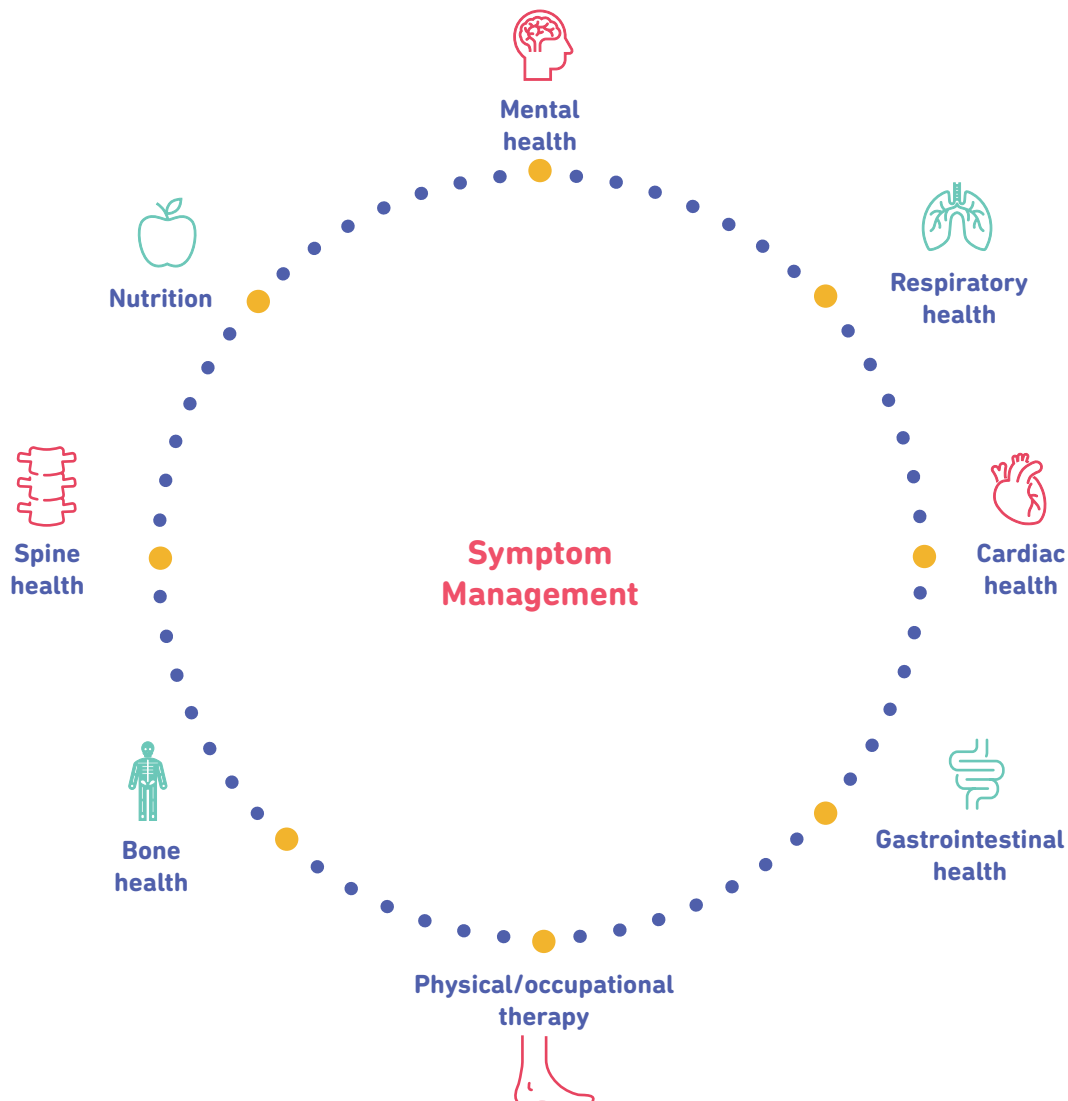 Mental
health
Respiratory
health
Nutrition
Cardiac
health
Spine
health
Symptom
Management
Gastrointestinal
health
Bone
health
Physical/occupational
therapy